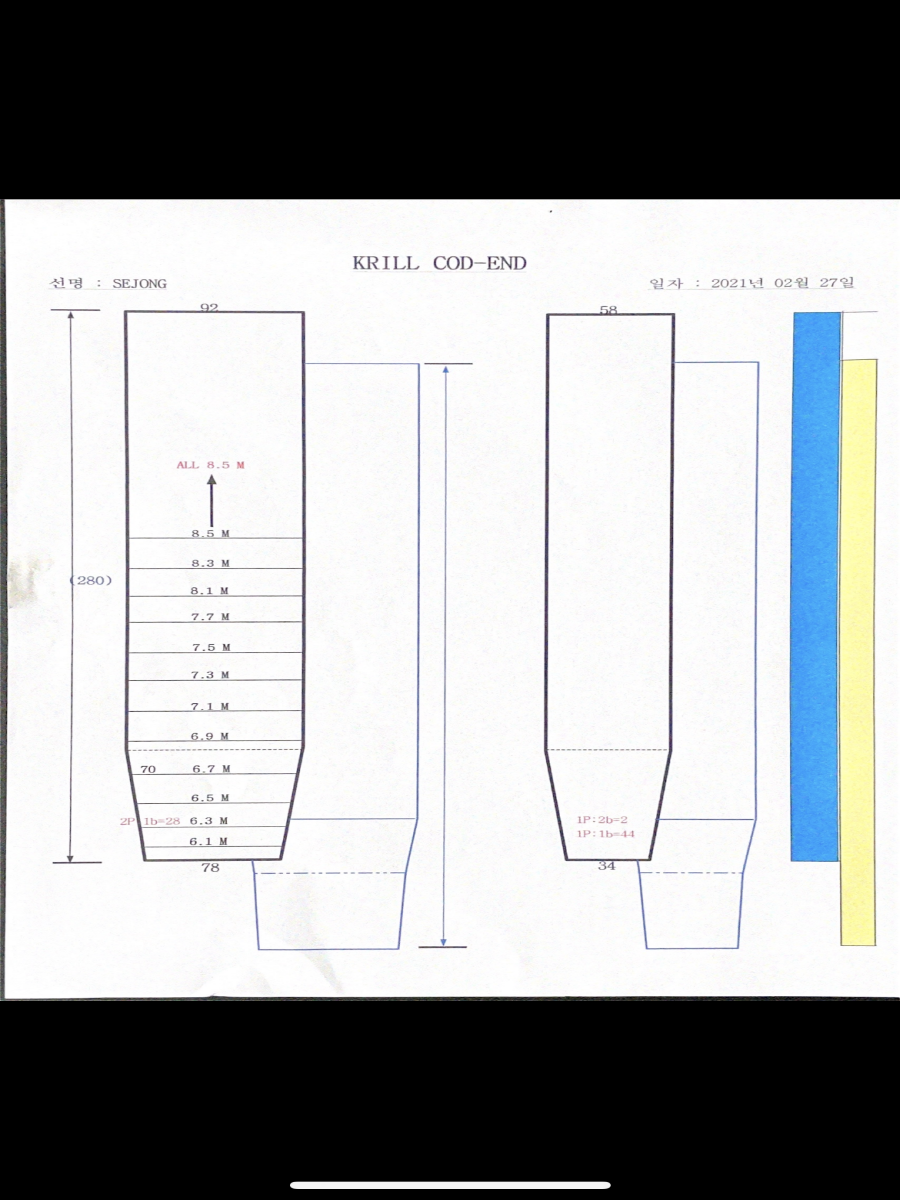 KRILL COD-END
선명 : SEJONG
일자 : 2021년 02월 27일
92
58
ALL 8.5 M
8.5 M
8.3 M
(280)
8.1 M
7.7 M
7.5 M
7.3 M
7.1 M
6.9 M
70 6.7 M
6.5 M
2P 1b=28 6.3 M
1P:2b=2
1P:1b=44
6.1 M
78
34